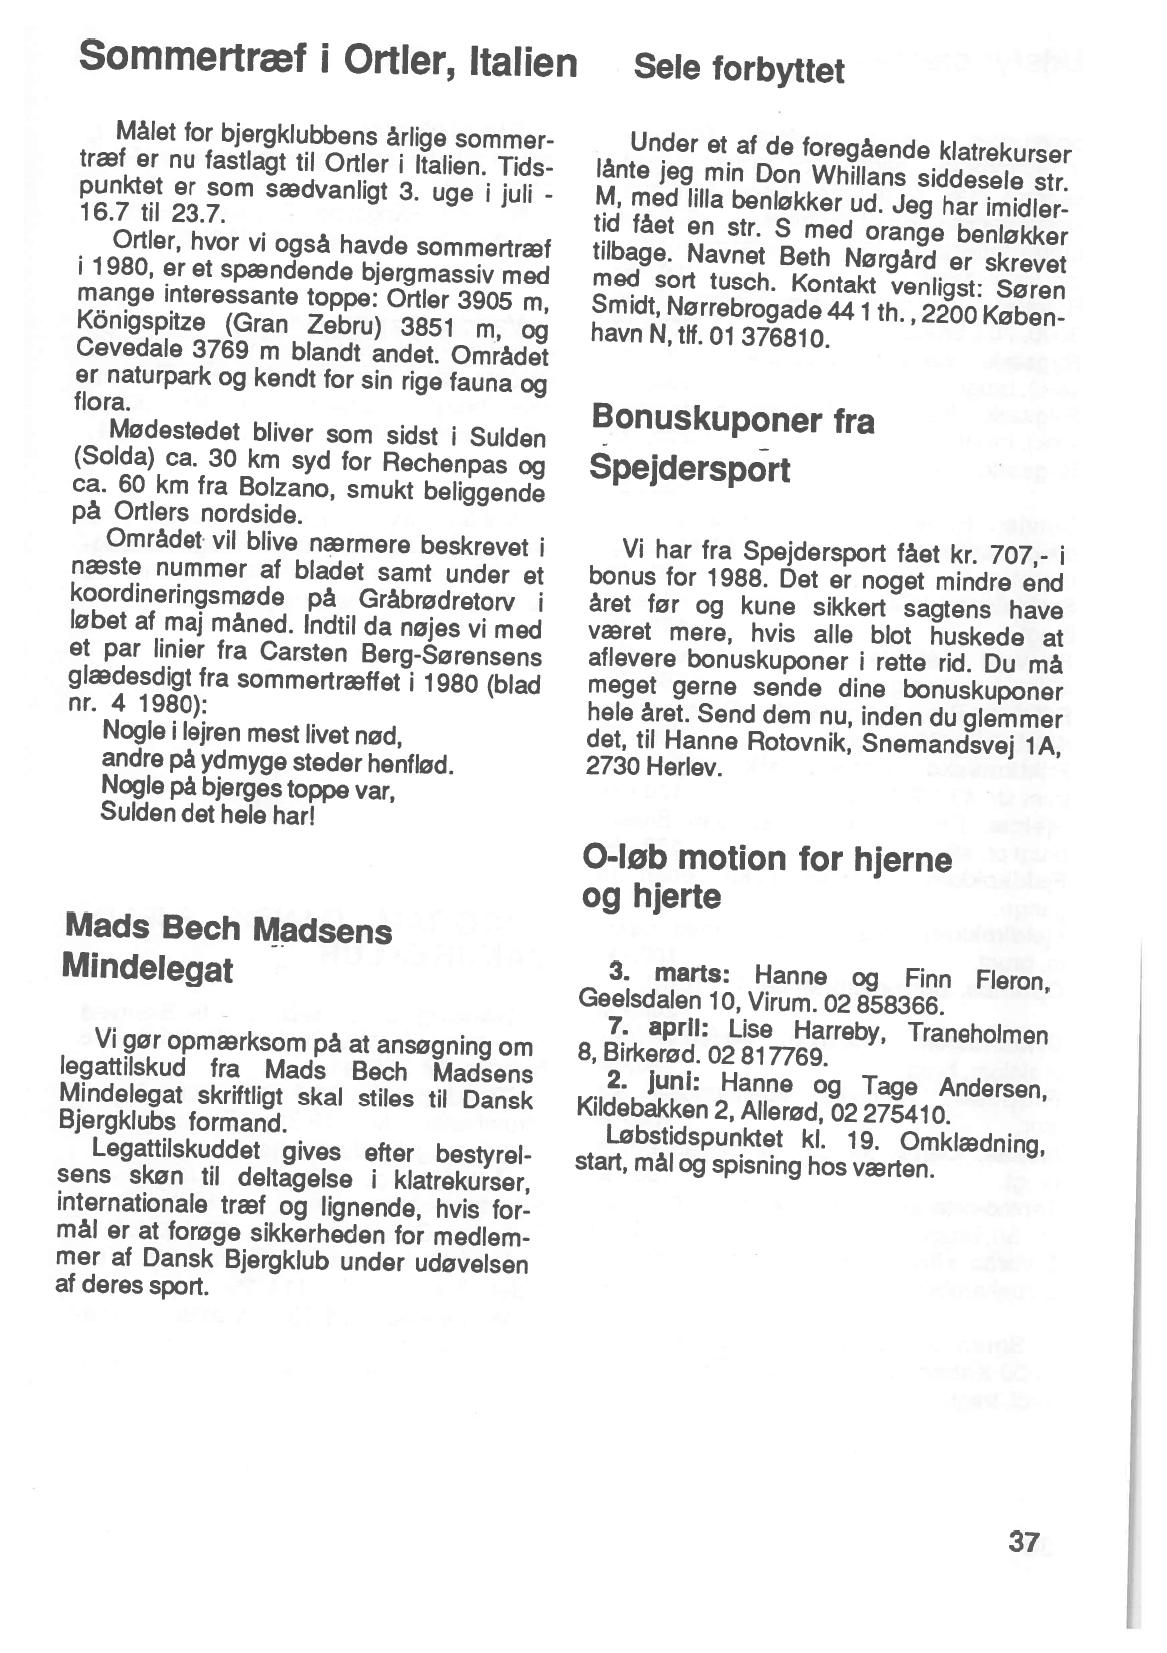 Sommertræf i Ortler, Italien
Målet for bjergklubbens årlige sommer-
træf er nu fastlagt til Ortler i Italien. Tids-
punktet er som sædvanligt 3. uge i juli -
16.7 til 23.7.
Ortler, hvor vi også havde sommertræf
i 1980, er et spændende bjergmassiv med
mange interessante toppe: Ortler 3905 m,
Königspitze (Gran Zebru) 3851 m, og
Cevedale 3769 m blandt andet. Området
er naturpark og kendt for sin rige fauna og
flora.
Mødestedet bliver som sidst i Sulden
(Solda) ca. 30 km syd for Rechenpas og
ca. 60 km fra Bolzano, smukt beliggende
på Ortlers nordside.
Området vil blive nærmere beskrevet i
næste nummer af bladet samt under et
koordineringsmøde på Gråbrødretorv i
løbet af maj måned. Indtil da nøjes vi med
et par linier fra Carsten Berg-Sørensens
glædesdigt fra sommertræffet i 1980 (blad
nr. 4 1980):
Nogle i lejren mest livet nød,
andre på ydmyge steder henflød.
Nogle på bjerges toppe var,
Sulden det hele har!
Mads Bech Madsens
Mindelegat
Vi gør opmærksom på at ansøgning om
legattilskud fra Mads Bech Madsens
Mindelegat skriftligt skal stiles til Dansk
Bjergklubs formand.
Legattilskuddet gives efter bestyrel-
sens skøn til deltagelse i klatrekurser,
internationale træf og lignende, hvis for-
mål er at forøge sikkerheden for medlem-
mer af Dansk Bjergklub under udøvelsen
af deres sport.
Sele forbyttet
Under et af de foregående klatrekurser
lånte jeg min Don Whillans siddesele str.
M, med lilla benløkker ud. Jeg har imidler-
tid fået en str. S med orange benløkker
tilbage. Navnet Beth Nørgård er skrevet
med sort tusch. Kontakt venligst: Søren
Smidt, Nørrebrogade 44 1 th., 2200 Køben-
havn N, tlf. 01 376810.
Bonuskuponer fra
Spejdersport
Vi har fra Spejdersport fået kr. 707,- i
bonus for 1988. Det er noget mindre end
året før og kune sikkert sagtens have
været mere, hvis alle blot huskede at
aflevere bonuskuponer i rette rid. Du må
meget gerne sende dine bonuskuponer
hele året. Send dem nu, inden du glemmer
det, til Hanne Rotovnik, Snemandsvej 1A,
2730 Herlev.
O-løb motion for hjerne
og hjerte
3. marts: Hanne og Finn Fleron,
Geelsdalen 10, Virum. 02 858366.
7. april: Lise Harreby, Traneholmen
8, Birkerød. 02 817769.
2. juni: Hanne og Tage Andersen,
Kildebakken 2, Allerød, 02 275410.
Løbstidspunktet kl. 19. Omklædning,
start, mål og spisning hos værten.
37